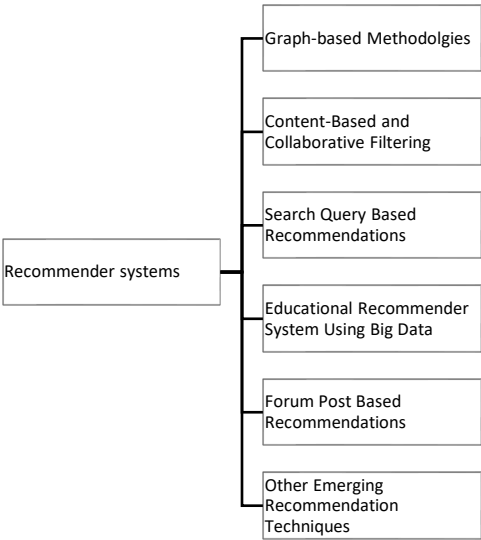 Graph-based Methodolgies
Content-Based and
Collaborative Filtering
Search Query Based
Recommendations
Recommender systems
Educational Recommender
System Using Big Data
Forum Post Based
Recommendations
Other Emerging
Recommendation
Techniques